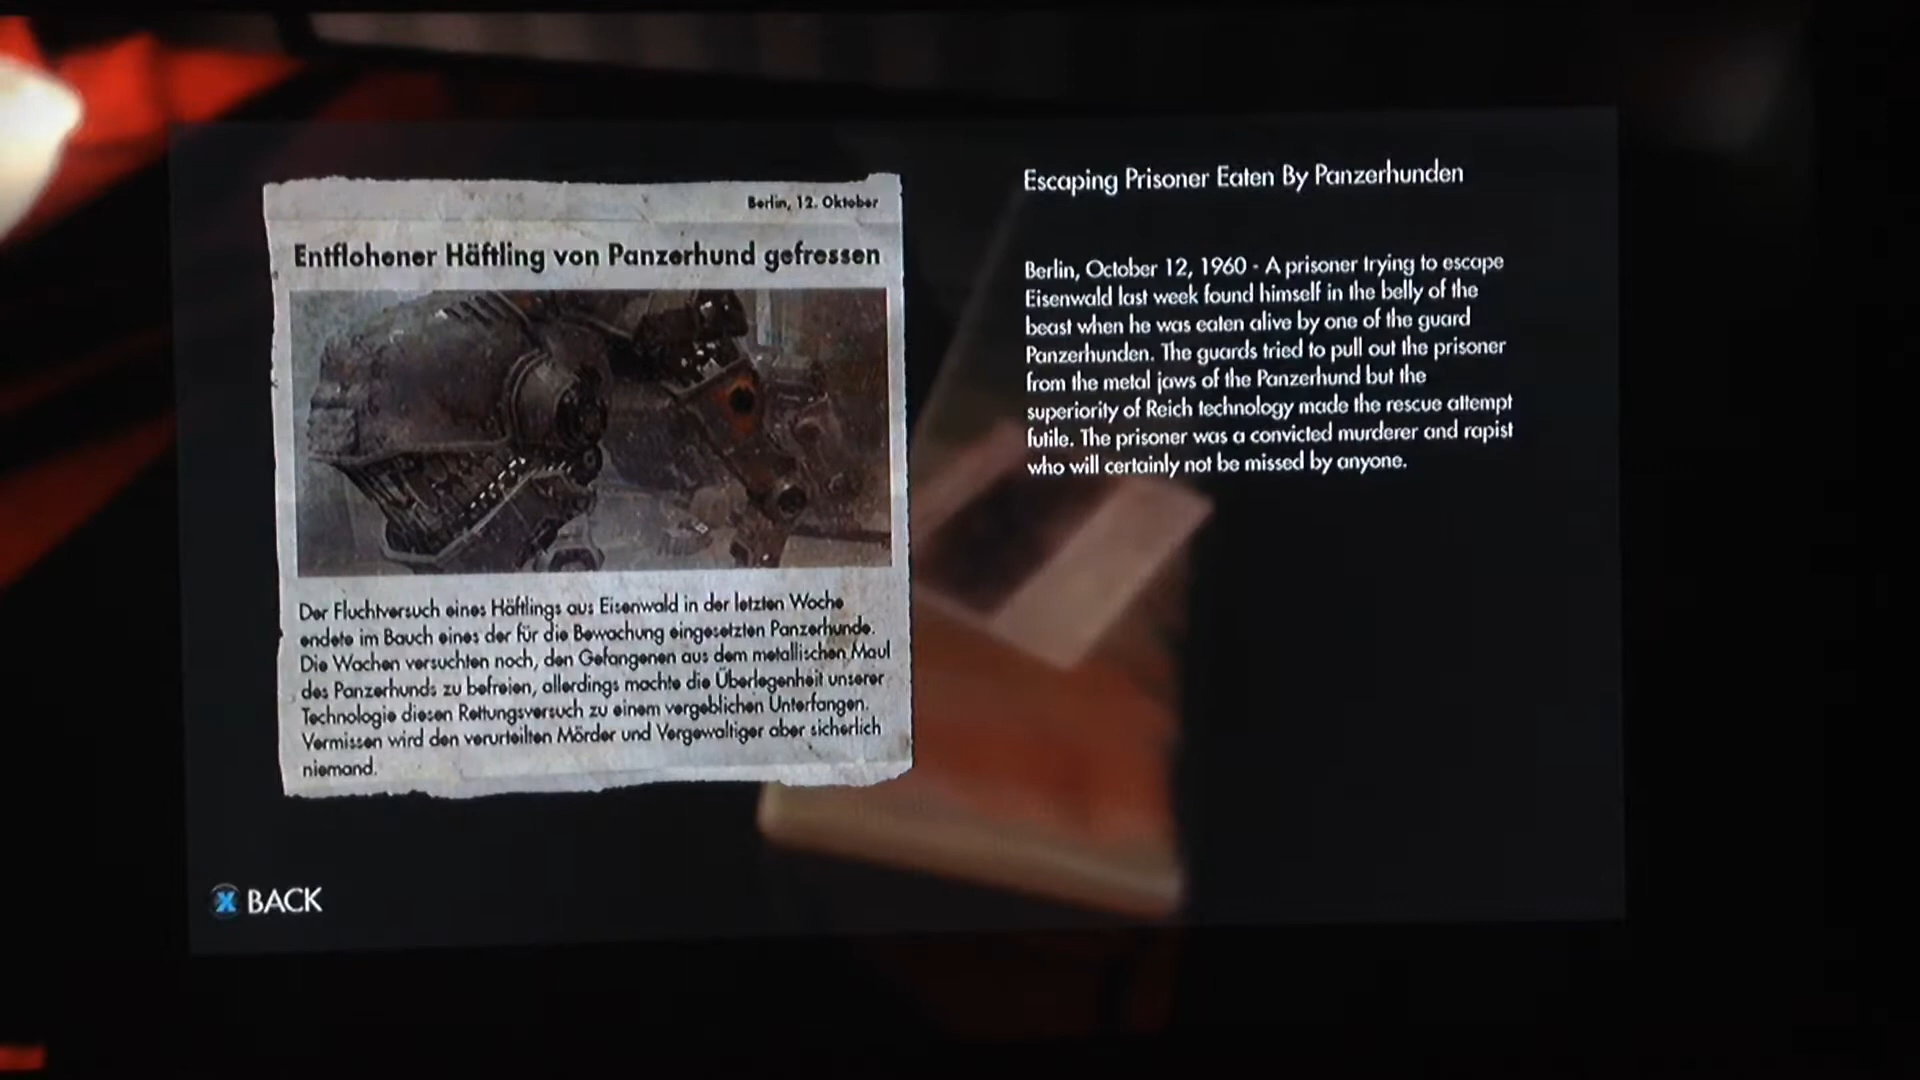 Berlin, 12. Oktober
Entflohener Häftling von Panzerhund gefressen
Der Fluchtversuch eines Häftlings aus Eisenwald in der letzten Woche
endete im Bauch eines der für die Bewachung eingesetzten Panzerhunde.
Die Wachen versuchten noch, den Gefangenen aus dem metallischen Maul
des Panzerhunds zu befreien, allerdings machte die Überlegenheit unserer
Technologie diesen Rettungsversuch zu einem vergeblichen Unterfangen.
Vermissen wird den verurteilten Mörder und Vergewaltiger aber sicherlich
niemand.
Escaping Prisoner Eaten By Panzerhunden
Berlin, October 12, 1960 - A prisoner trying to escape
Eisenwald last week found himself in the belly of the
beast when he was eaten alive by one of the guard
Panzerhunden. The guards tried to pull out the prisoner
from the metal jaws of the Panzerhund but the
superiority of Reich technology made the rescue attempt
futile. The prisoner was a convicted murderer and rapist
who will certainly not be missed by anyone.
X BACK